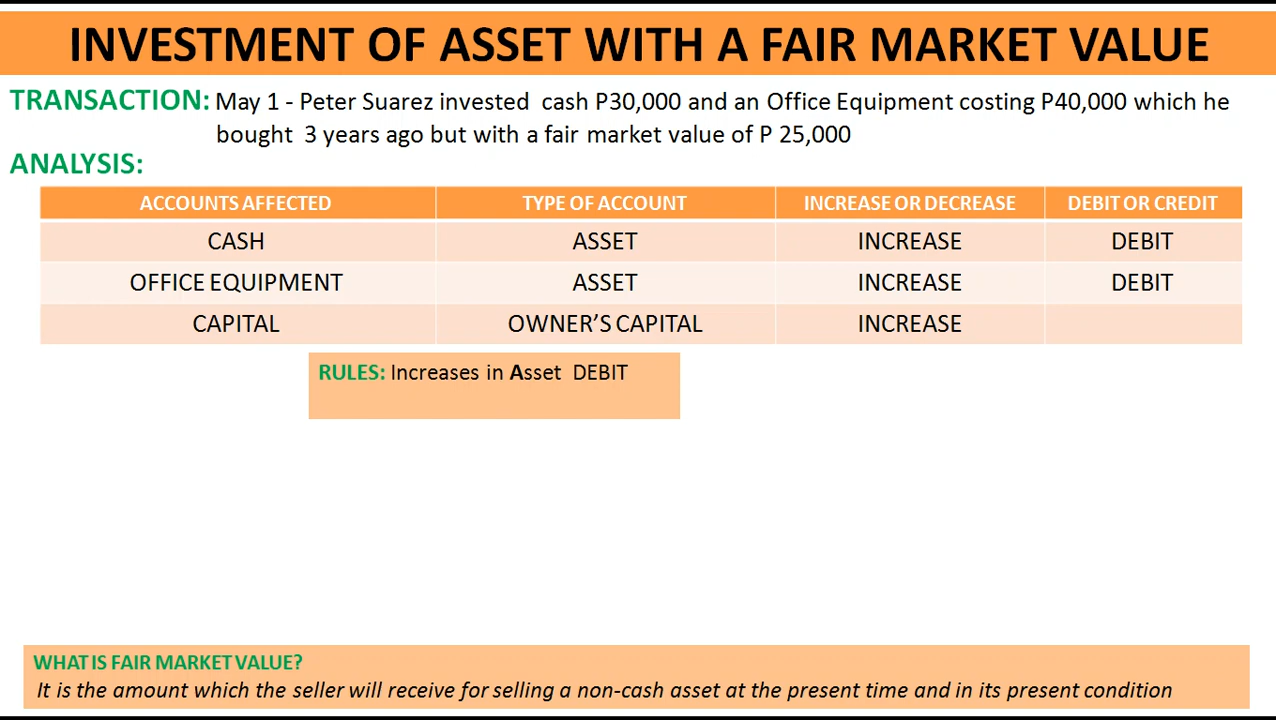 INVESTMENT OF ASSET WITH A FAIR MARKET VALUE
TRANSACTION: May 1 - Peter Suarez invested cash P30,000 and an Office Equipment costing P40,000 which he
bought 3 years ago but with a fair market value of P 25,000
ANALYSIS:
ACCOUNTS AFFECTED TYPE OF ACCOUNT INCREASE OR DECREASE DEBIT OR CREDIT
CASH ASSET INCREASE DEBIT
OFFICE EQUIPMENT ASSET INCREASE DEBIT
CAPITAL OWNER'S CAPITAL INCREASE
RULES: Increases in Asset DEBIT
WHAT IS FAIR MARKET VALUE?
It is the amount which the seller will receive for selling a non-cash asset at the present time and in its present condition